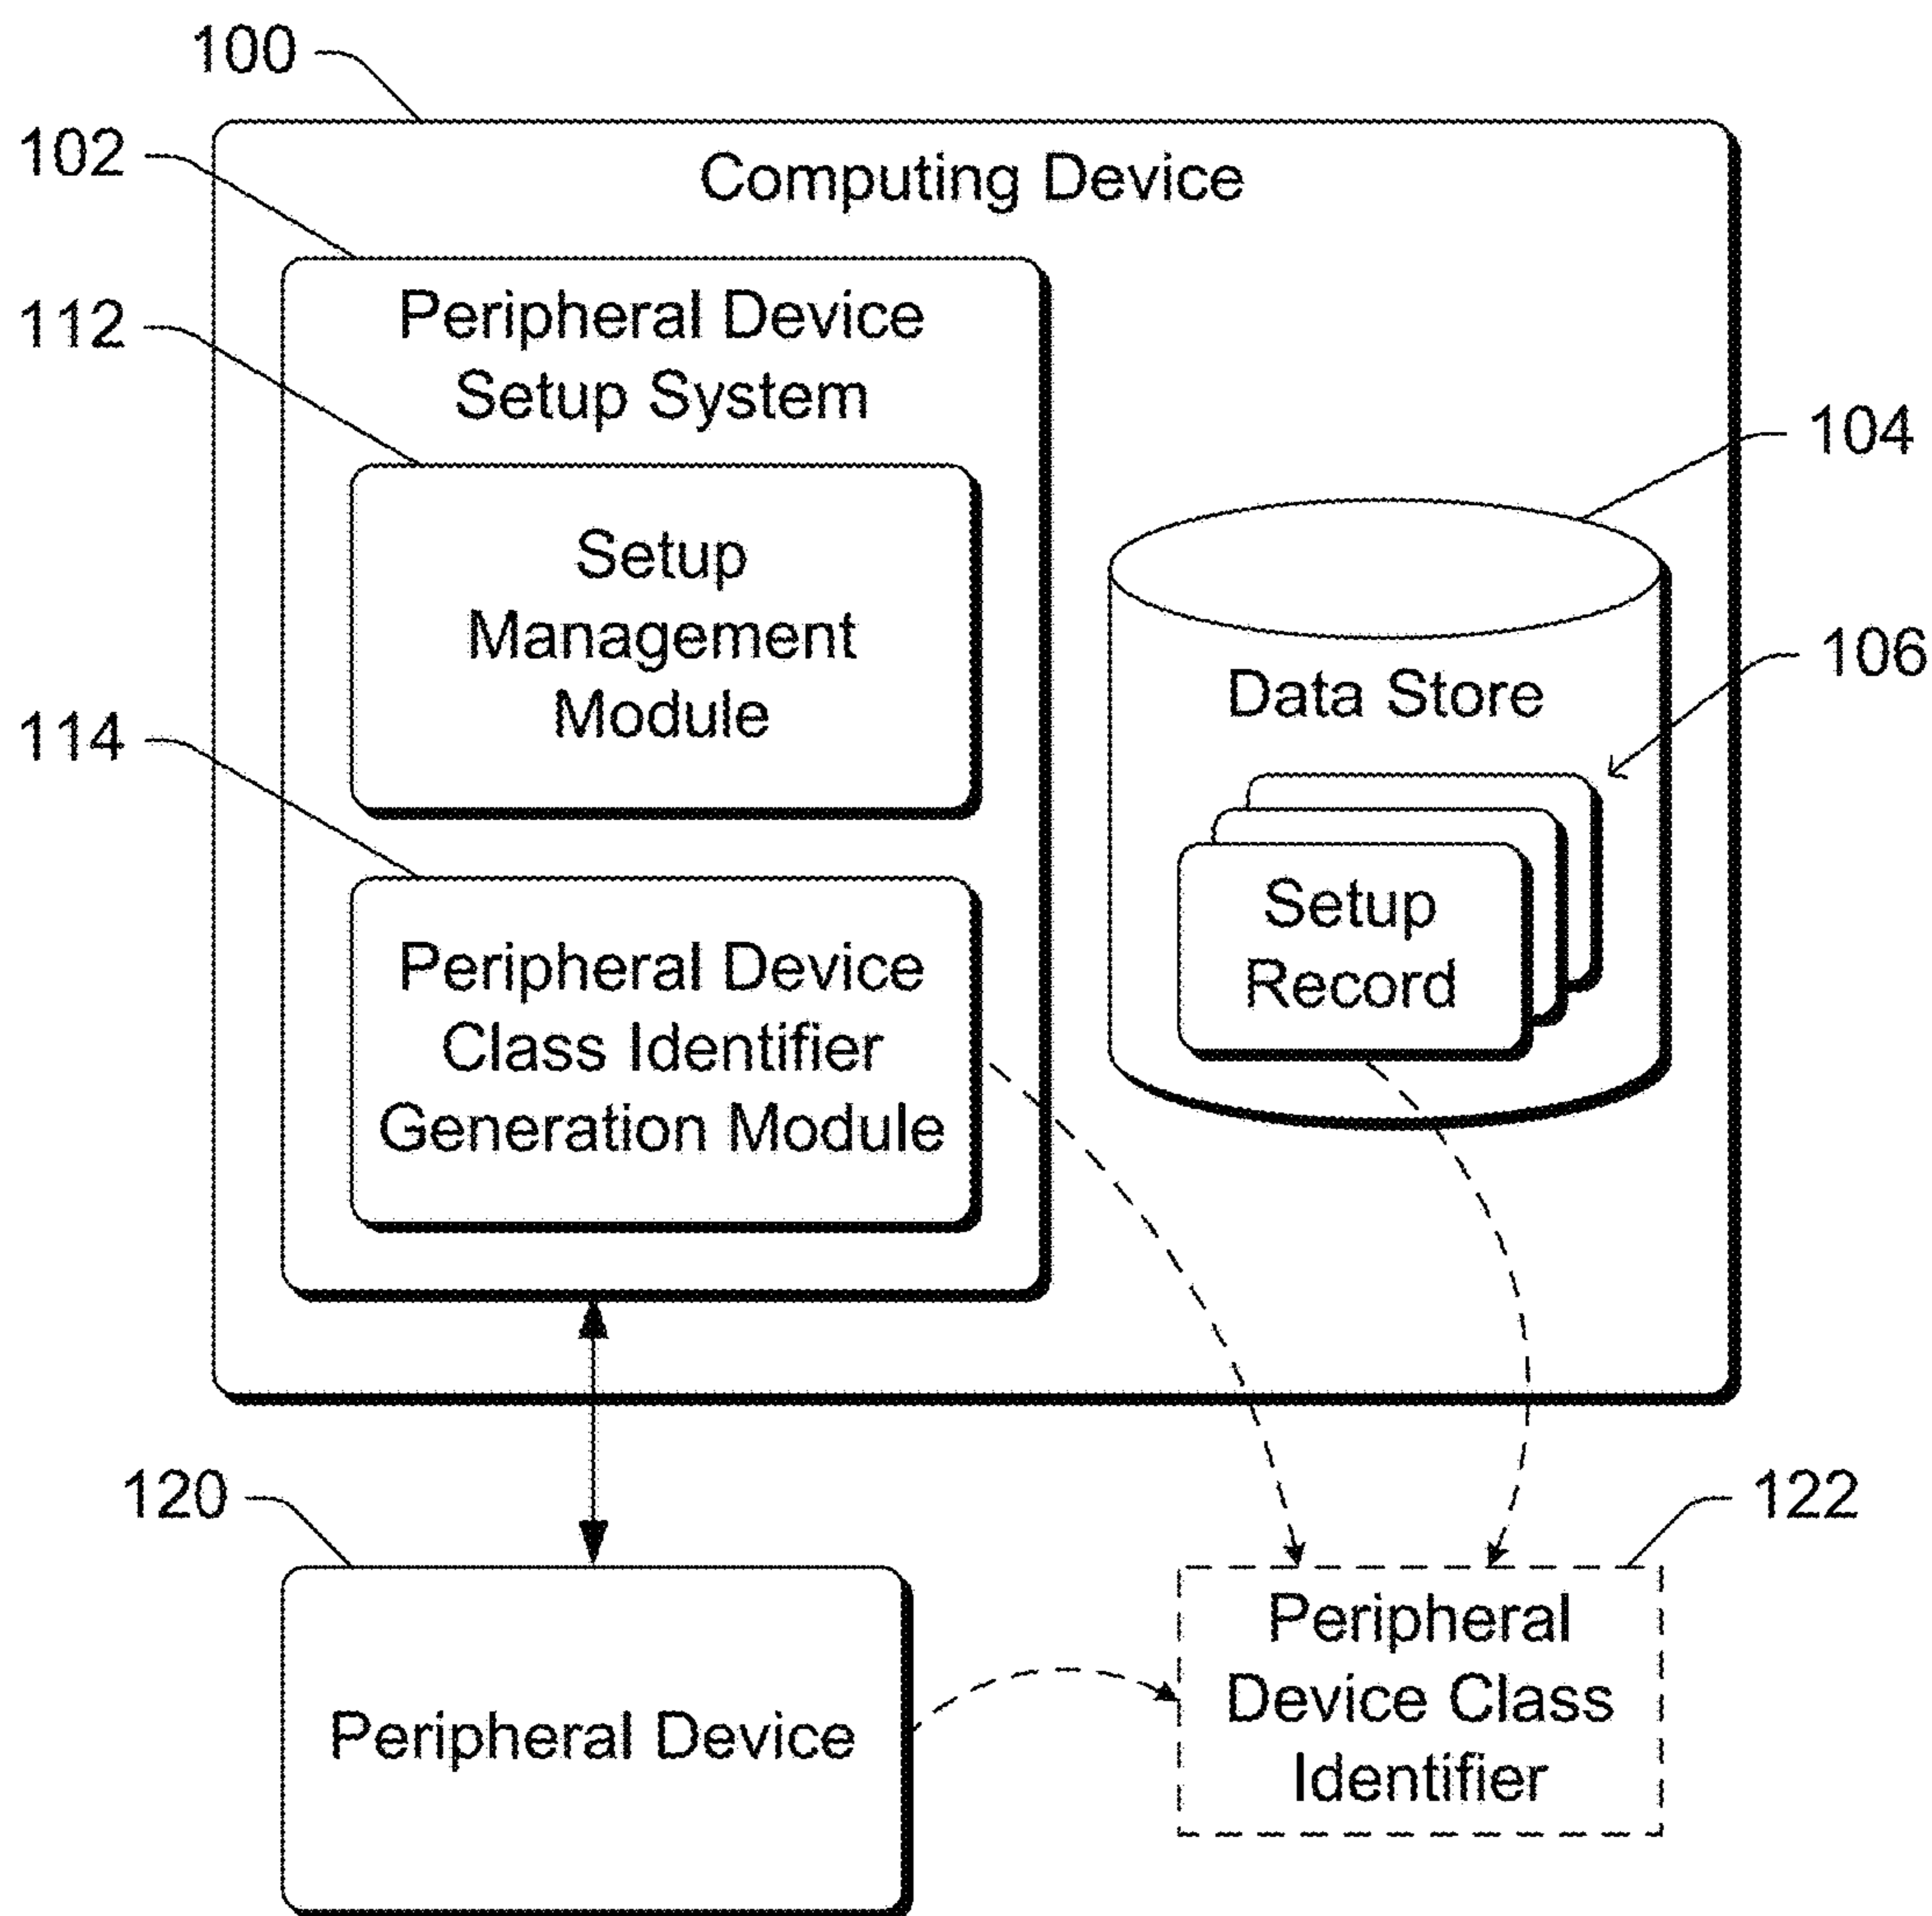 100
102
Computing Device
112
Peripheral Device
Setup System
104
Setup
Management
Module
106
Data Store
114
Setup
Record
Peripheral Device
Class Identifier
Generation Module
120
122
Peripheral Device
Peripheral
Device Class
Identifier